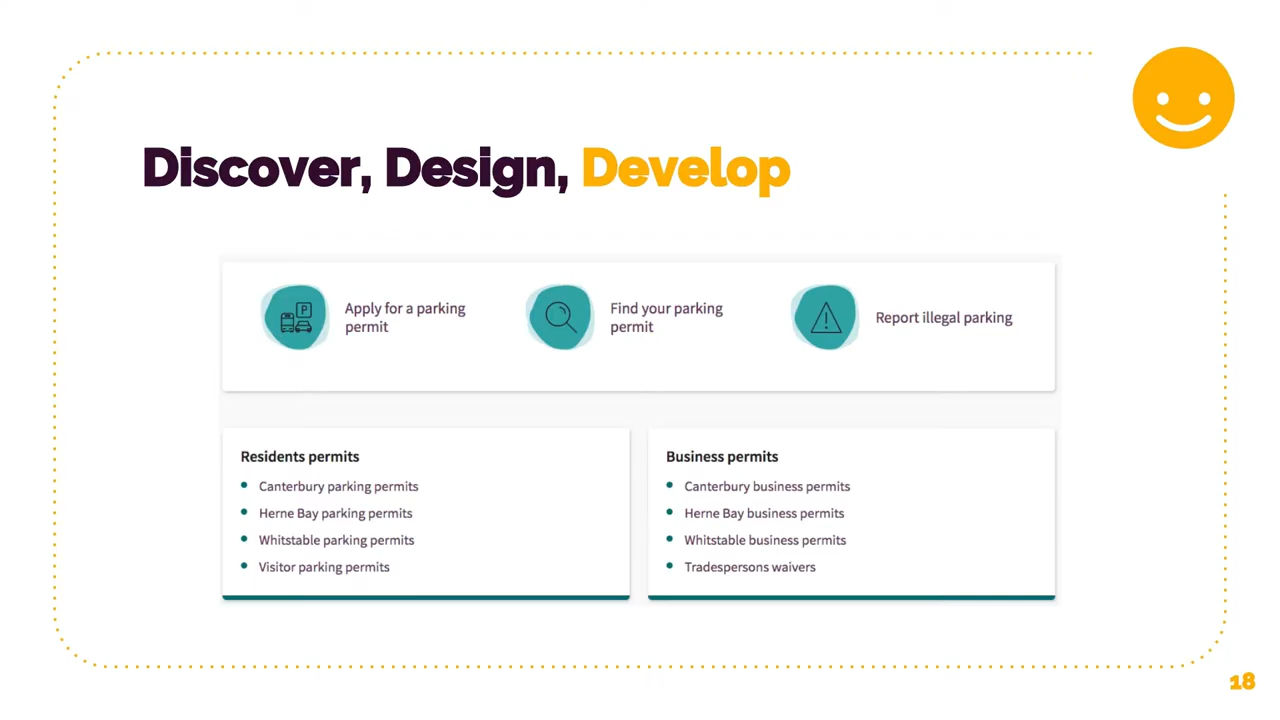 Discover, Design, Develop
Apply for a parking
permit
Find your parking
permit
Report illegal parking
Residents permits
Canterbury parking permits
Herne Bay parking permits
Whitstable parking permits
Visitor parking permits
Business permits
Canterbury business permits
Herne Bay business permits
Whitstable business permits
Tradespersons waivers
P
18